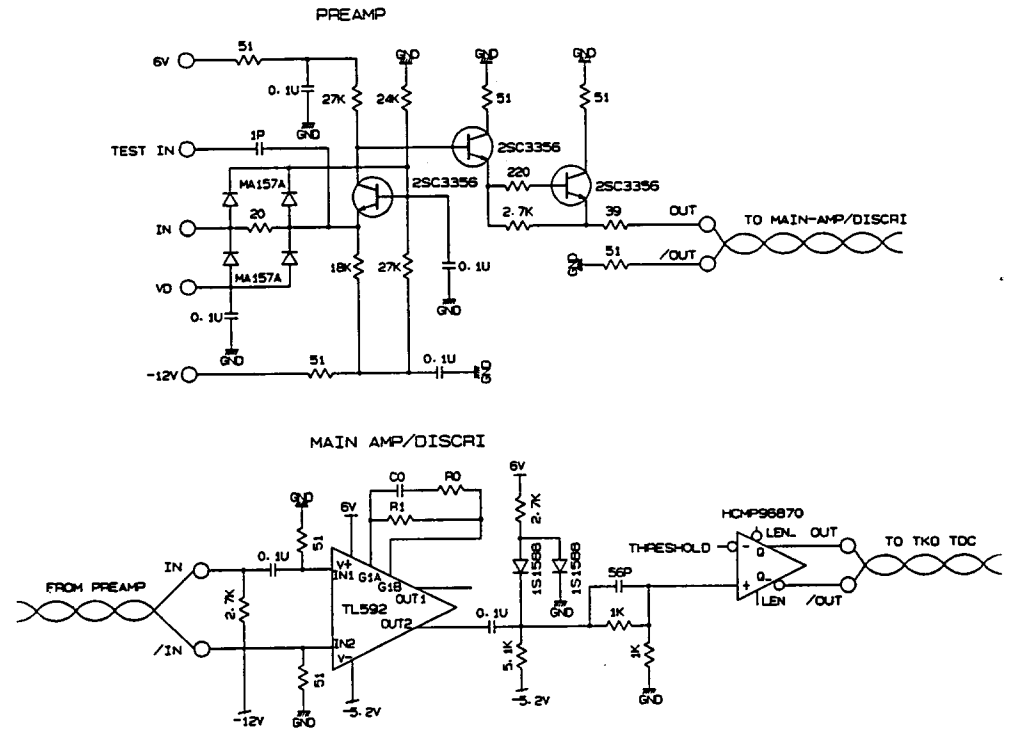 PREAMP
6V
51
0.1U
GND
27K
GND
24K
GND
51
GND
51
TEST IN
1P
2SC3356
220
2SC3356
MA157A
2SC3356
IN
20
2.7K
39
OUT
TO MAIN-AMP/DISCRI
GND
51
/OUT
MA157A
18K
27K
0.1U
GND
VD
0.1U
GND
-12V
51
0.1U
GND
MAIN AMP/DISCRI
C0
R0
R1
6V
GND
51
6V
2.7K
HCMP96870
LEN_
OUT
THRESHOLD
-
Q
TO TKO TDC
IN
0.1U
V+
IN1
G1A
G1B
OUT1
1S1588
1S1588
GND
56P
+
Q_
/OUT
LEN
FROM PREAMP
2.7K
TL592
OUT2
0.1U
1K
/IN
IN2
V-
51
5.1K
1K
-12V
GND
-5.2V
-5.2V
GND